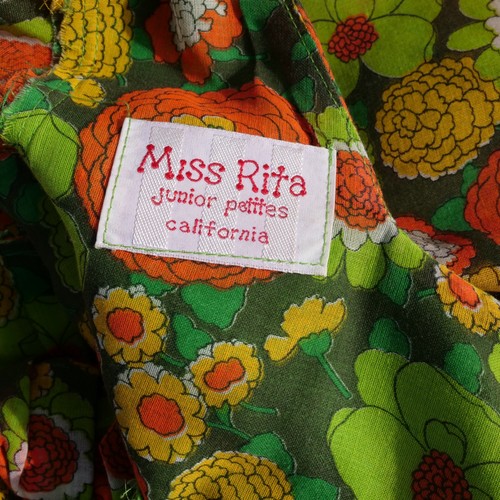 Miss Rita
junior petites
california